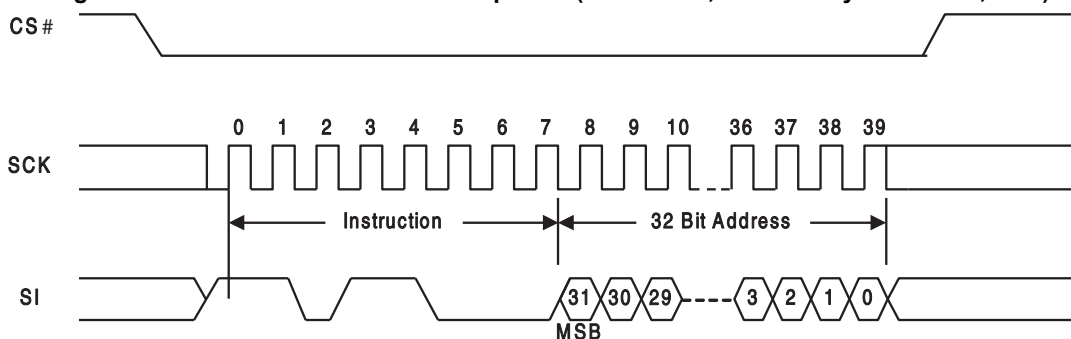 CS#
0 1 2 3 4 5 6 7 8 9 10 36 37 38 39
SCK
Instruction 32 Bit Address
SI 31 30 29 3 2 1 0
MSB